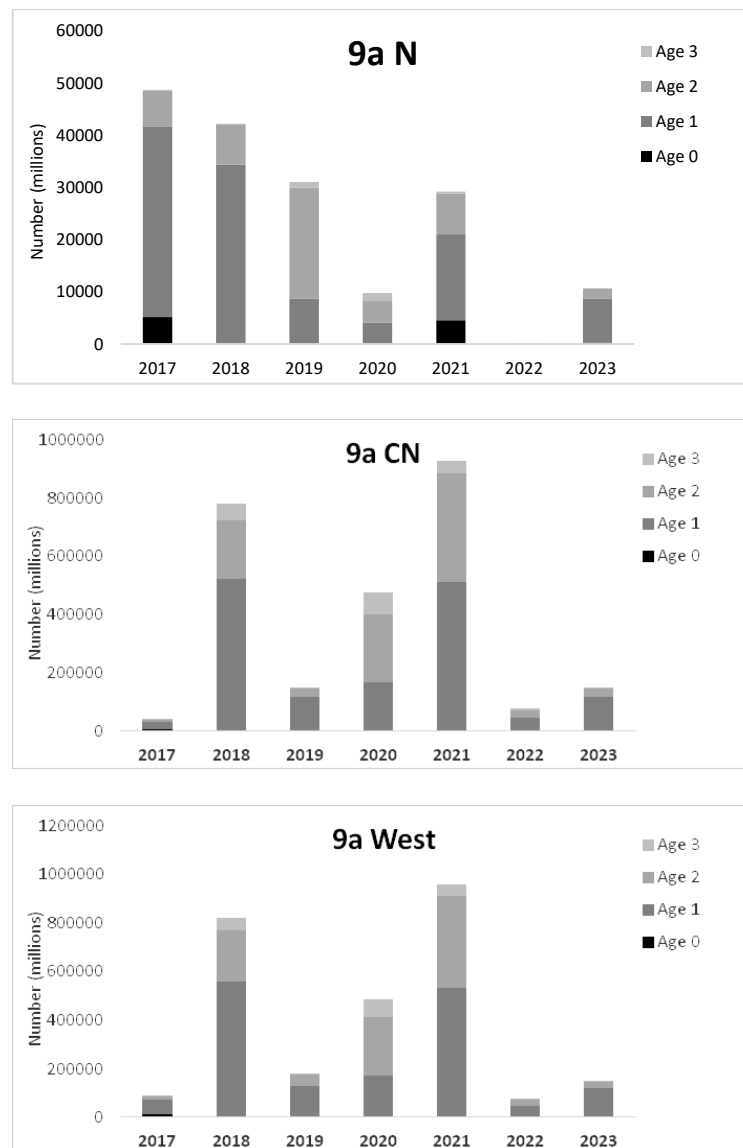 9a N
60000
50000
40000
30000
20000
10000
0
Number (millions)
2017 2018 2019 2020 2021 2022 2023
Age 3
Age 2
Age 1
Age 0
9a CN
1000000
800000
600000
400000
200000
0
Number (millions)
2017 2018 2019 2020 2021 2022 2023
Age 3
Age 2
Age 1
Age 0
9a West
1200000
1000000
800000
600000
400000
200000
0
Number (millions)
2017 2018 2019 2020 2021 2022 2023
Age 3
Age 2
Age 1
Age 0